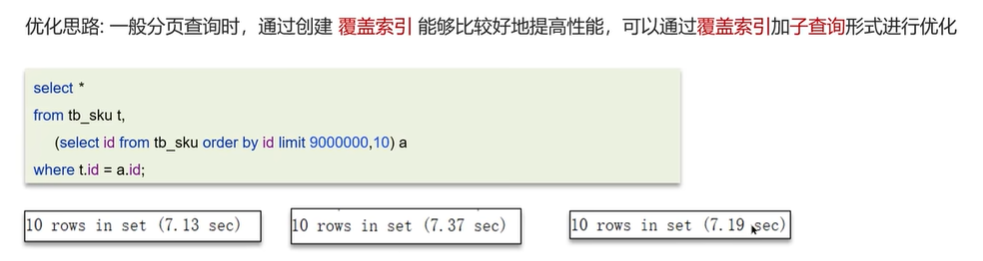 优化思路: 一般分页查询时，通过创建 覆盖索引 能够比较好地提高性能，可以通过覆盖索引加子查询形式进行优化
select *
from tb_sku t,
(select id from tb_sku order by id limit 9000000,10) a
where t.id = a.id;
10 rows in set (7.13 sec)
10 rows in set (7.37 sec)
10 rows in set (7.19 sec)